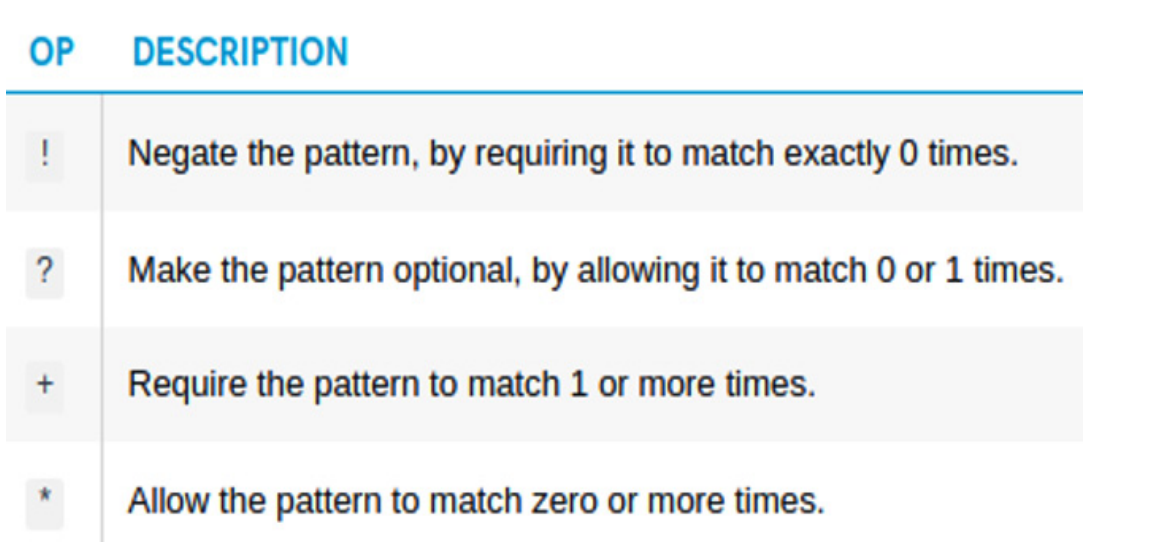 OP DESCRIPTION
! Negate the pattern, by requiring it to match exactly 0 times.
? Make the pattern optional, by allowing it to match 0 or 1 times.
+ Require the pattern to match 1 or more times.
* Allow the pattern to match zero or more times.